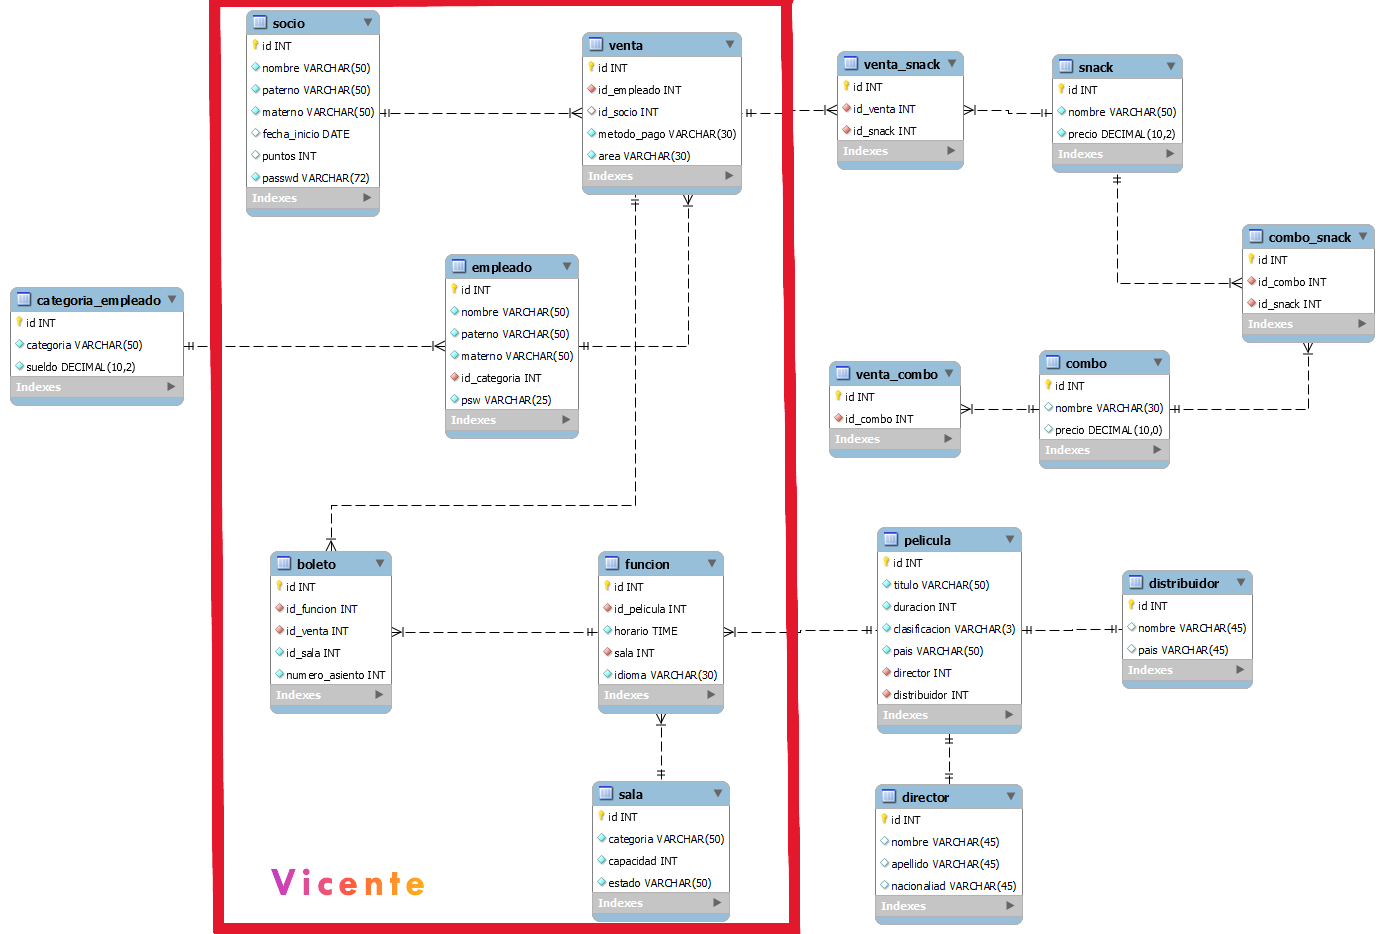 socio
id INT
nombre VARCHAR(50)
paterno VARCHAR(50)
materno VARCHAR(50)
fecha_inicio DATE
puntos INT
passwd VARCHAR(72)
Indexes
venta
id INT
id_empleado INT
id_socio INT
metodo_pago VARCHAR(30)
area VARCHAR(30)
Indexes
venta_snack
id INT
id_venta INT
id_snack INT
Indexes
snack
id INT
nombre VARCHAR(50)
precio DECIMAL(10,2)
Indexes
combo_snack
id INT
id_combo INT
id_snack INT
Indexes
categoria_empleado
id INT
categoria VARCHAR(50)
sueldo DECIMAL(10,2)
Indexes
empleado
id INT
nombre VARCHAR(50)
paterno VARCHAR(50)
materno VARCHAR(50)
id_categoria INT
psw VARCHAR(25)
Indexes
venta_combo
id INT
id_combo INT
Indexes
combo
id INT
nombre VARCHAR(30)
precio DECIMAL(10,0)
Indexes
boleto
id INT
id_funcion INT
id_venta INT
id_sala INT
numero_asiento INT
Indexes
funcion
id INT
id_pelicula INT
horario TIME
sala INT
idioma VARCHAR(30)
Indexes
pelicula
id INT
titulo VARCHAR(50)
duracion INT
clasificacion VARCHAR(3)
pais VARCHAR(50)
director INT
distribuidor INT
Indexes
distribuidor
id INT
nombre VARCHAR(45)
pais VARCHAR(45)
Indexes
sala
id INT
categoria VARCHAR(50)
capacidad INT
estado VARCHAR(50)
Indexes
director
id INT
nombre VARCHAR(45)
apellido VARCHAR(45)
nacionaliad VARCHAR(45)
Indexes
Vicente